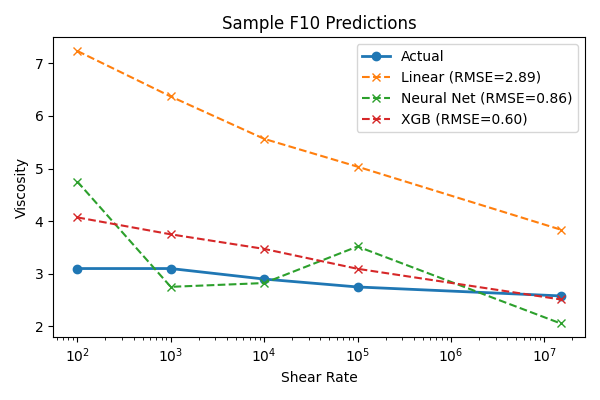 Sample F10 Predictions
Actual
Linear (RMSE=2.89)
Neural Net (RMSE=0.86)
XGB (RMSE=0.60)
Viscosity
7
6
5
4
3
2
10²
10³
10⁴
10⁵
10⁶
10⁷
Shear Rate